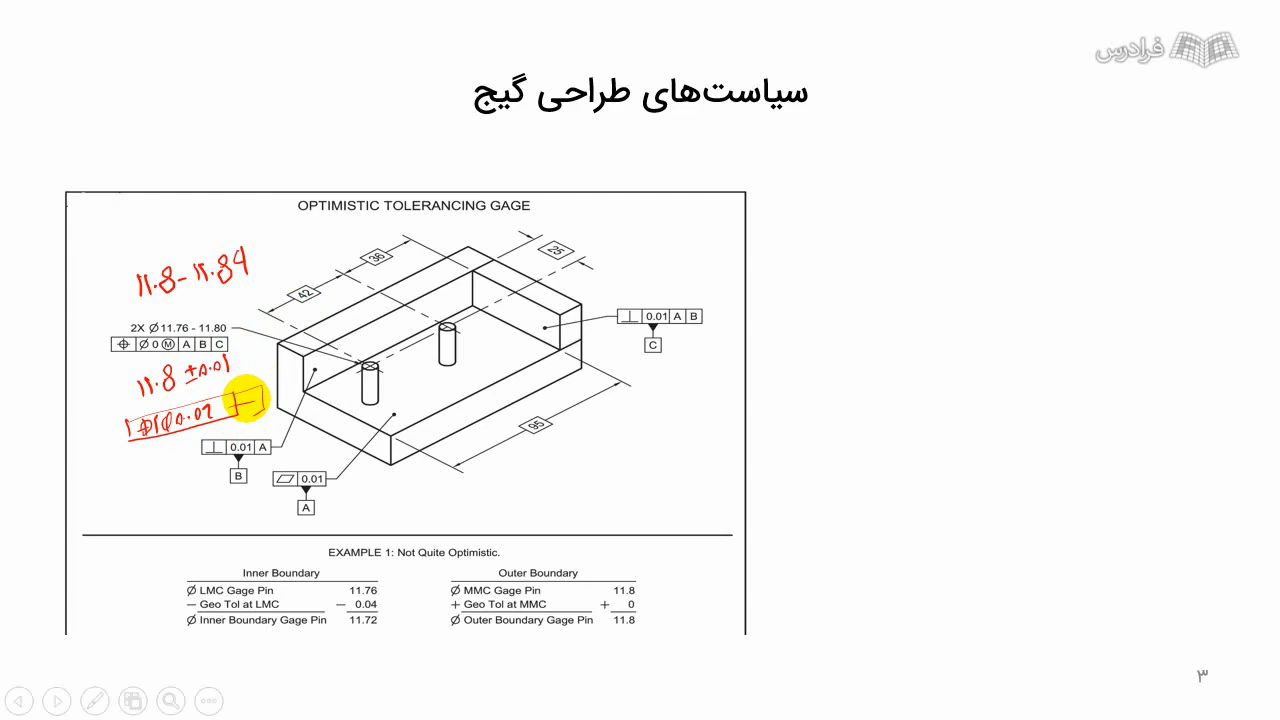 فرادرس
سیاست‌های طراحی گیج
OPTIMISTIC TOLERANCING GAGE
11.8- 11.84
36
25
42
2X Ø11.76 - 11.80
⌖ Ø 0 Ⓜ A B C
⊥ 0.01 A B
C
11.8 ±0.01
⌖ Ø 0.02
95
⊥ 0.01 A
B
⏥ 0.01
A
EXAMPLE 1: Not Quite Optimistic.
Inner Boundary
Ø LMC Gage Pin 11.76
− Geo Tol at LMC − 0.04
Ø Inner Boundary Gage Pin 11.72
Outer Boundary
Ø MMC Gage Pin 11.8
+ Geo Tol at MMC + 0
Ø Outer Boundary Gage Pin 11.8
۳